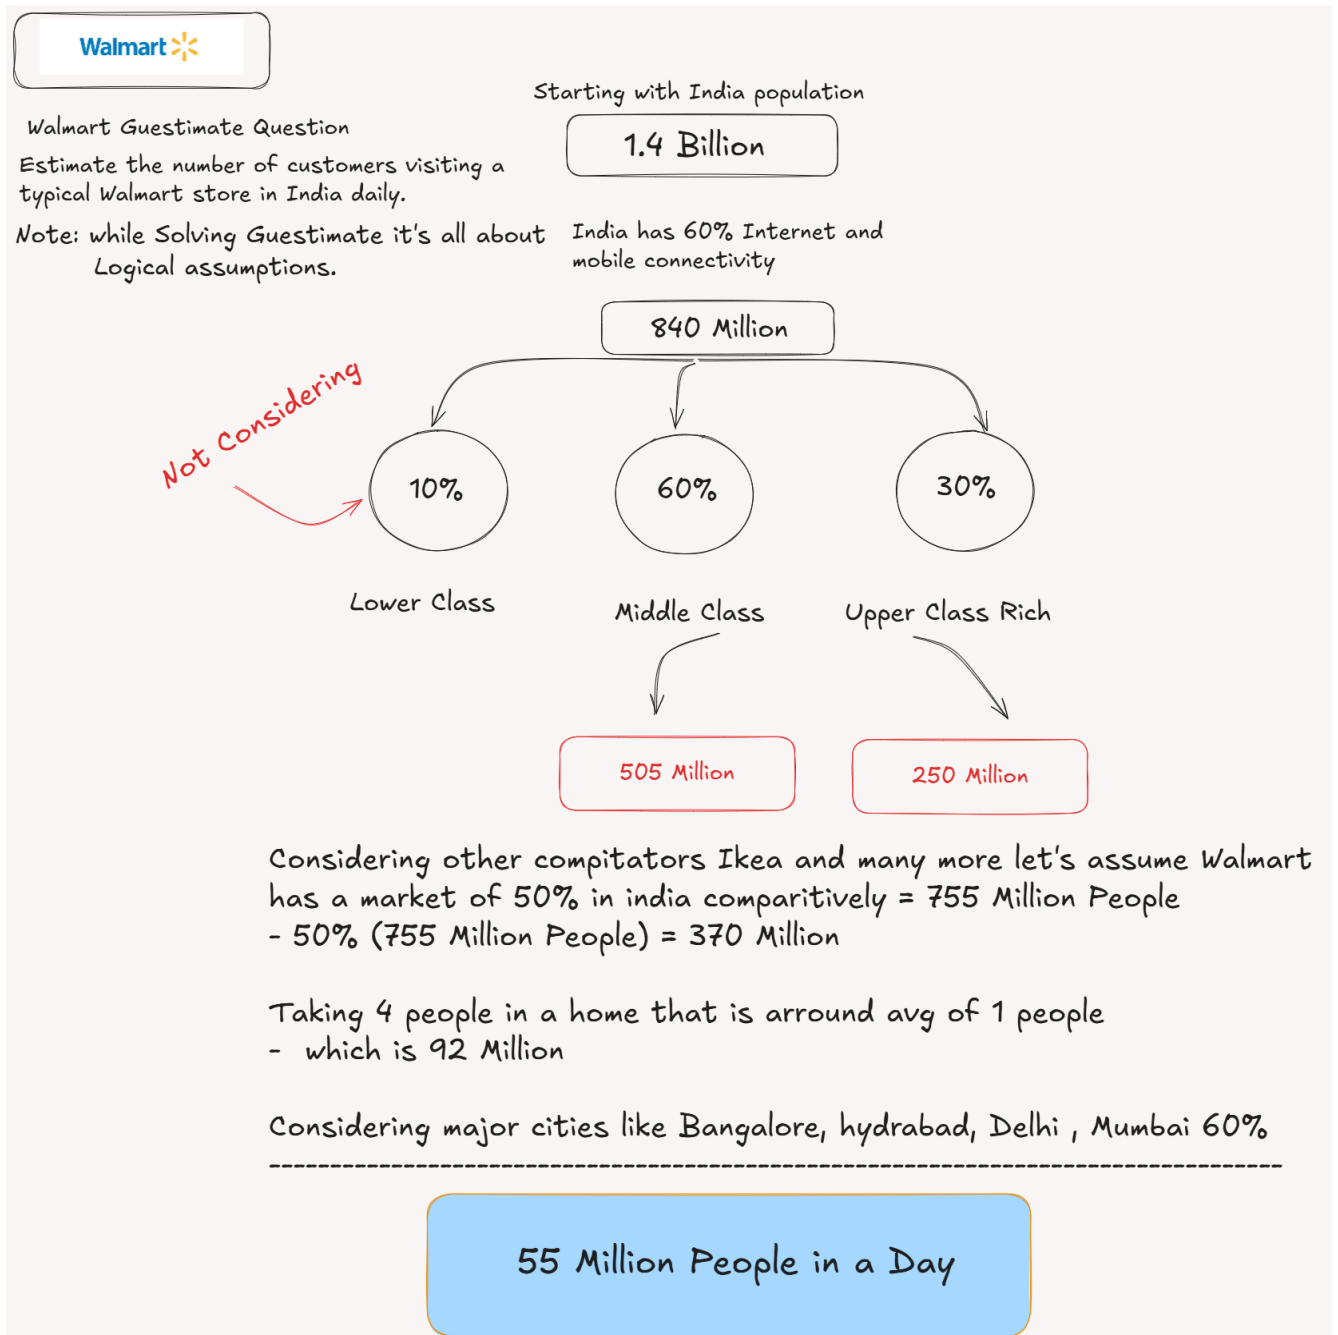 Walmart
Walmart Guestimate Question
Estimate the number of customers visiting a
typical Walmart store in India daily.
Note: while Solving Guestimate it's all about
Logical assumptions.
Starting with India population
1.4 Billion
India has 60% Internet and
mobile connectivity
840 Million
Not Considering
10%
60%
30%
Lower Class
Middle Class
Upper Class Rich
505 Million
250 Million
Considering other compitators Ikea and many more let's assume Walmart
has a market of 50% in india comparitively = 755 Million People
- 50% (755 Million People) = 370 Million
Taking 4 people in a home that is arround avg of 1 people
- which is 92 Million
Considering major cities like Bangalore, hydrabad, Delhi , Mumbai 60%
55 Million People in a Day